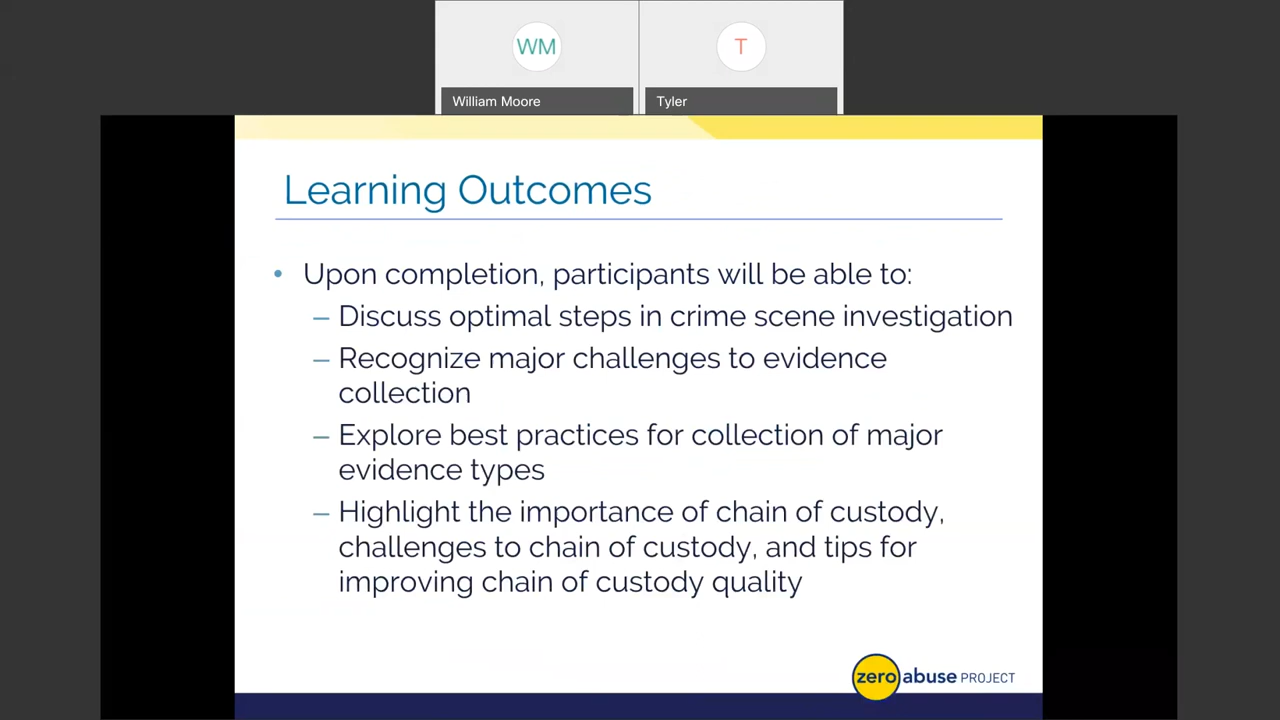 WM
T
William Moore
Tyler
Learning Outcomes
• Upon completion, participants will be able to:
– Discuss optimal steps in crime scene investigation
– Recognize major challenges to evidence
collection
– Explore best practices for collection of major
evidence types
– Highlight the importance of chain of custody,
challenges to chain of custody, and tips for
improving chain of custody quality
zero abuse PROJECT